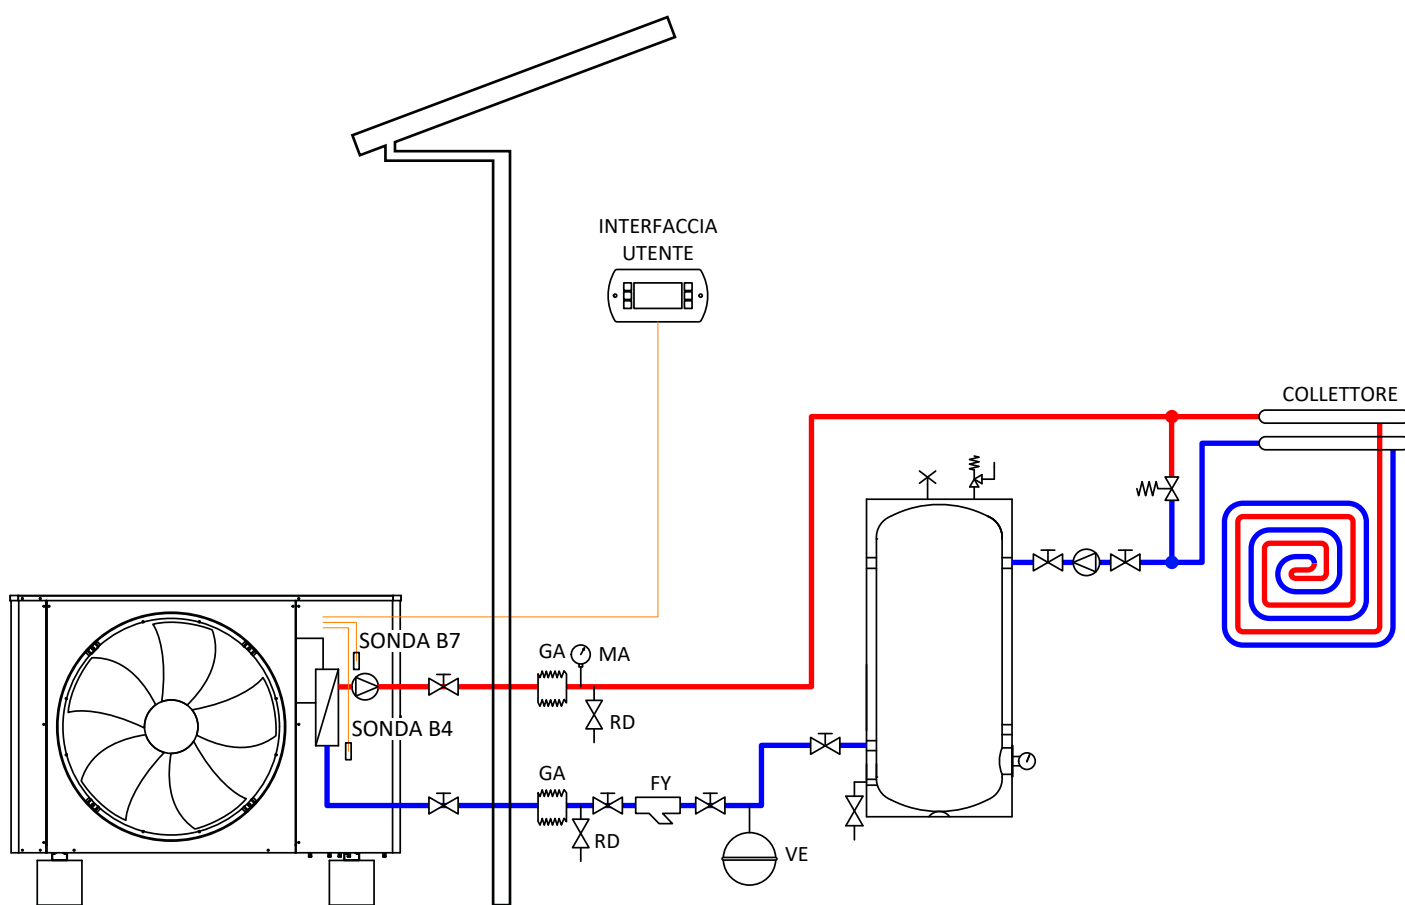 INTERFACCIA
UTENTE
COLLETTORE
SONDA B7
GA
MA
RD
SONDA B4
GA
FY
RD
VE